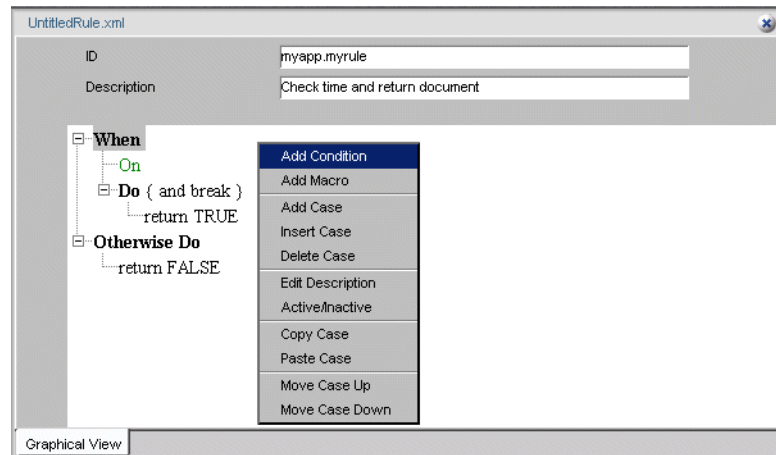 UntitledRule.xml
ID myapp.myrule
Description Check time and return document
When
On
Do { and break }
return TRUE
Otherwise Do
return FALSE
Add Condition
Add Macro
Add Case
Insert Case
Delete Case
Edit Description
Active/Inactive
Copy Case
Paste Case
Move Case Up
Move Case Down
Graphical View